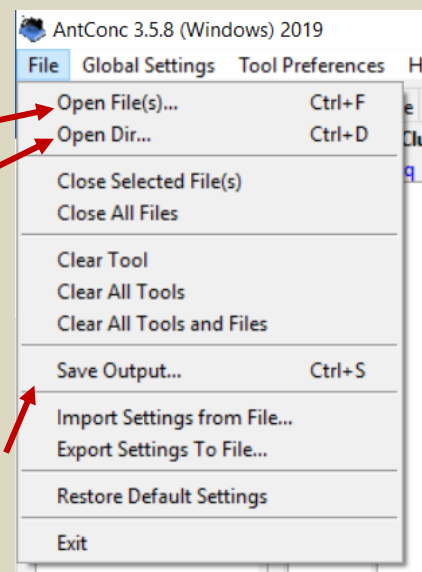 AntConc 3.5.8 (Windows) 2019
File Global Settings Tool Preferences H
Open File(s)... Ctrl+F
Open Dir... Ctrl+D
Close Selected File(s)
Close All Files
Clear Tool
Clear All Tools
Clear All Tools and Files
Save Output... Ctrl+S
Import Settings from File...
Export Settings To File...
Restore Default Settings
Exit